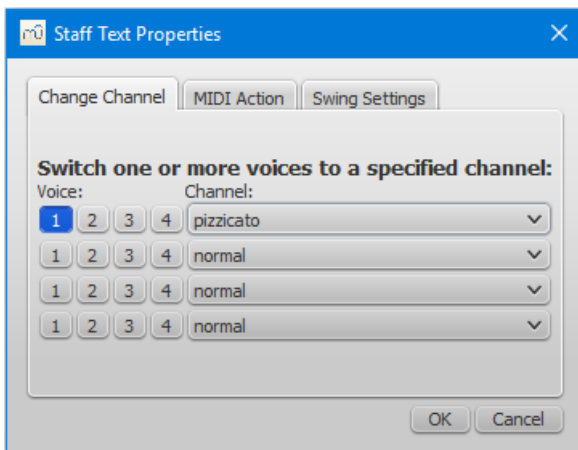 Staff Text Properties
Change Channel MIDI Action Swing Settings
Switch one or more voices to a specified channel:
Voice: Channel:
1 2 3 4 pizzicato
1 2 3 4 normal
1 2 3 4 normal
1 2 3 4 normal
OK Cancel